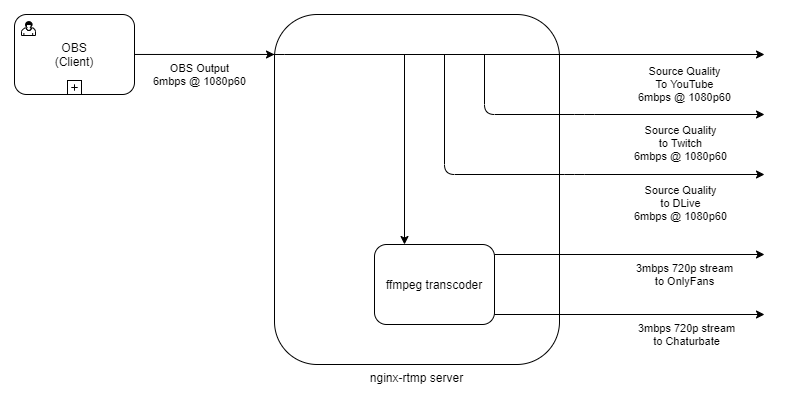 OBS
(Client)
OBS Output
6mbps @ 1080p60
Source Quality
To YouTube
6mbps @ 1080p60
Source Quality
to Twitch
6mbps @ 1080p60
Source Quality
to DLive
6mbps @ 1080p60
ffmpeg transcoder
3mbps 720p stream
to OnlyFans
3mbps 720p stream
to Chaturbate
nginx-rtmp server